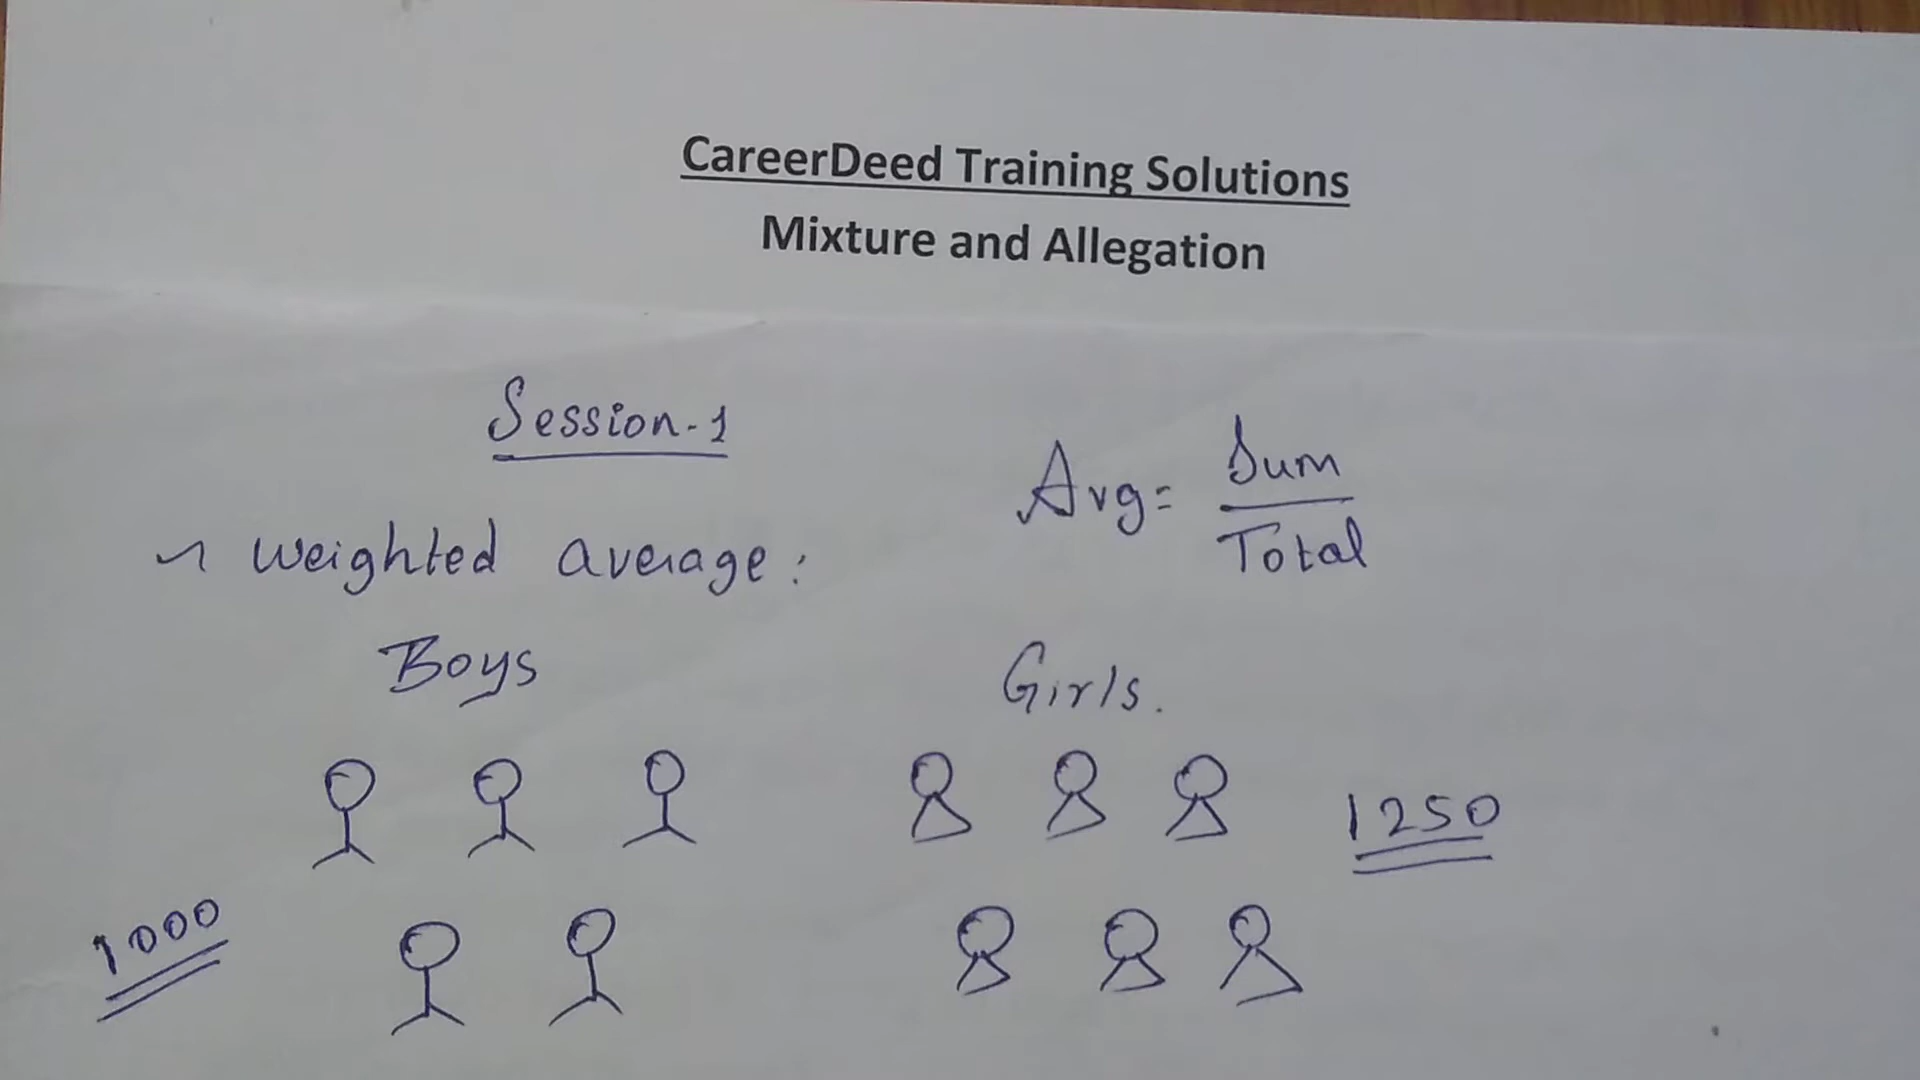 CareerDeed Training Solutions
Mixture and Allegation
Session-1
Avg = Sum / Total
Weighted average:
Boys
Girls.
1250
1000